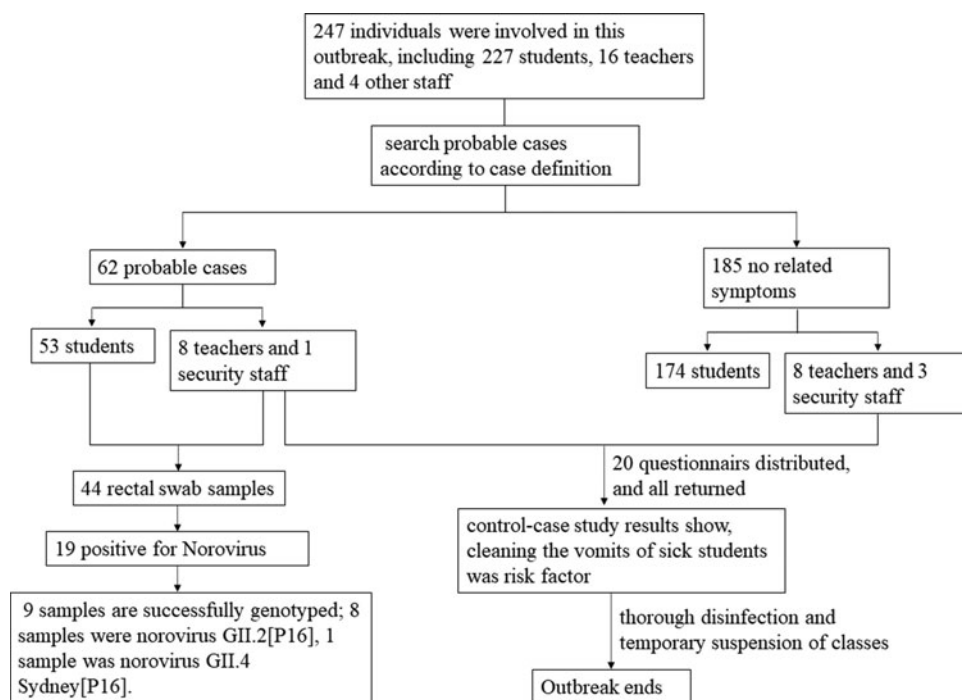 247 individuals were involved in this
outbreak, including 227 students, 16 teachers
and 4 other staff
search probable cases
according to case definition
62 probable cases
185 no related
symptoms
53 students
8 teachers and 1
security staff
174 students
8 teachers and 3
security staff
44 rectal swab samples
20 questionnairs distributed,
and all returned
19 positive for Norovirus
control-case study results show,
cleaning the vomits of sick students
was risk factor
9 samples are successfully genotyped; 8
samples were norovirus GII.2[P16], 1
sample was norovirus GII.4
Sydney[P16].
thorough disinfection and
temporary suspension of classes
Outbreak ends